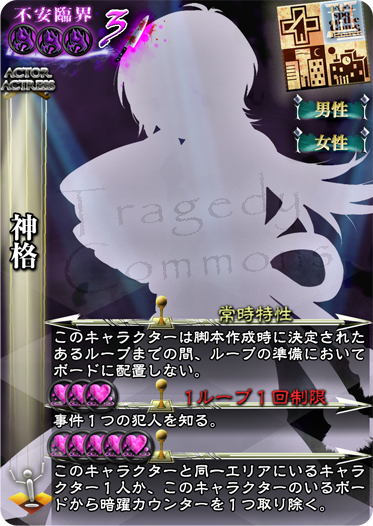 不安臨界
3
ACTOR
ACTRESS
男性
女性
神格
Tragedy
Commons
常時特性
このキャラクターは脚本作成時に決定された
あるループまでの間、ループの準備において
ボードに配置しない。
1ループ1回制限
事件1つの犯人を知る。
このキャラクターと同一エリアにいるキャラ
クター1人か、このキャラクターのいるボー
ドから暗躍カウンターを1つ取り除く。